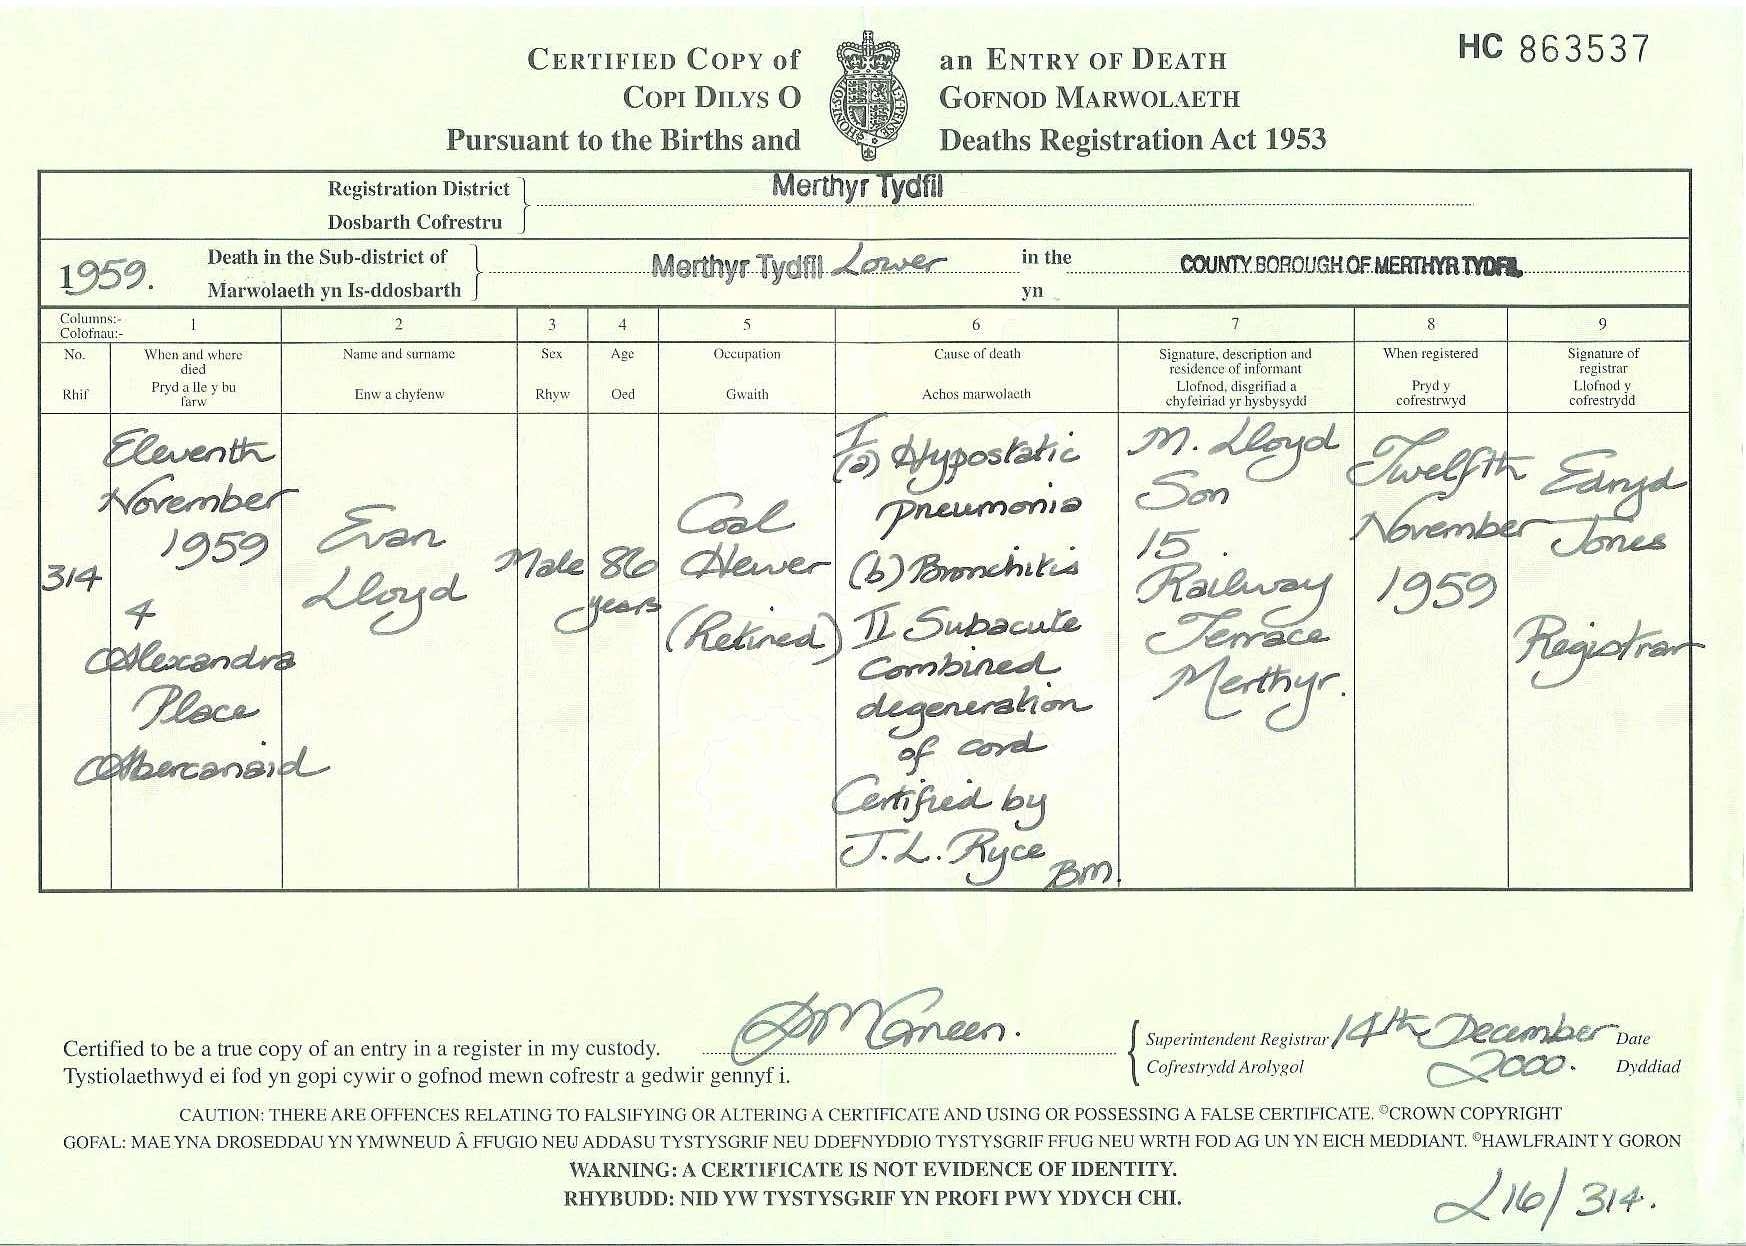 HC 863537
CERTIFIED COPY of an ENTRY OF DEATH
COPI DILYS O GOFNOD MARWOLAETH
Pursuant to the Births and Deaths Registration Act 1953
HONI·SOIT
AL·Y·PENSE
Registration District Merthyr Tydfil
Dosbarth Cofrestru
1959. Death in the Sub-district of Merthyr Tydfil Lower in the COUNTY BOROUGH OF MERTHYR TYDFIL
Marwolaeth yn Is-ddosbarth yn
Columns:- 1 2 3 4 5 6 7 8 9
Colofnau:-
No.
Rhif
When and where
died
Pryd a lle y bu
farw
Name and surname
Enw a chyfenw
Sex
Rhyw
Age
Oed
Occupation
Gwaith
Cause of death
Achos marwolaeth
Signature, description and
residence of informant
Llofnod, disgrifiad a
chyfeiriad yr hysbysydd
When registered
Pryd y
cofrestrwyd
Signature of
registrar
Llofnod y
cofrestrydd
314
Eleventh
November
1959
4
Alexandra
Place
Abercanaid
Evan
Lloyd
Male
86
years
Coal
Hewer
(Retired)
I
(a) Hypostatic
pneumonia
(b) Bronchitis
II Subacute
combined
degeneration
of cord
Certified by
J. L. Ryce
BM.
M. Lloyd
Son
15
Railway
Terrace
Merthyr.
Twelfth
November
1959
Ednyd
Jones
Registrar
Certified to be a true copy of an entry in a register in my custody.
Tystiolaethwyd ei fod yn gopi cywir o gofnod mewn cofrestr a gedwir gennyf i.
Superintendent Registrar 14th December Date
Cofrestrydd Arolygol 2000. Dyddiad
CAUTION: THERE ARE OFFENCES RELATING TO FALSIFYING OR ALTERING A CERTIFICATE AND USING OR POSSESSING A FALSE CERTIFICATE. ©CROWN COPYRIGHT
GOFAL: MAE YNA DROSEDDAU YN YMWNEUD Â FFUGIO NEU ADDASU TYSTYSGRIF NEU DDEFNYDDIO TYSTYSGRIF FFUG NEU WRTH FOD AG UN YN EICH MEDDIANT. ©HAWLFRAINT Y GORON
WARNING: A CERTIFICATE IS NOT EVIDENCE OF IDENTITY.
RHYBUDD: NID YW TYSTYSGRIF YN PROFI PWY YDYCH CHI.
L16/314.